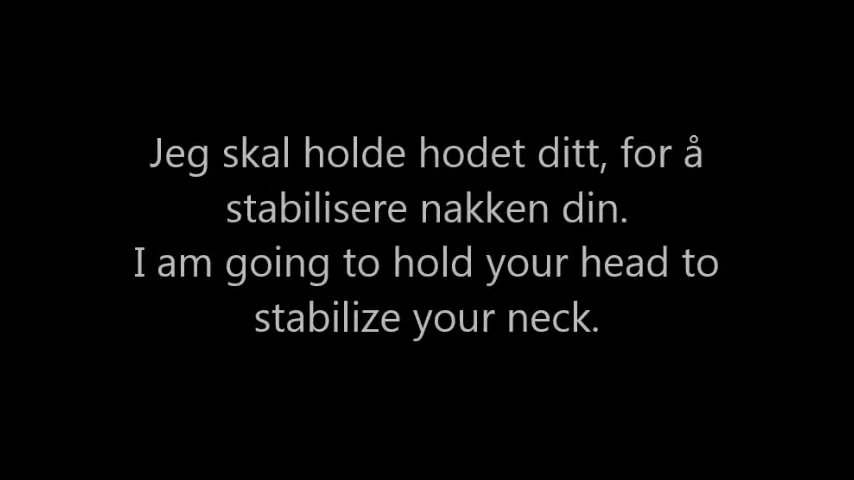 Jeg skal holde hodet ditt, for å
stabilisere nakken din.
I am going to hold your head to
stabilize your neck.